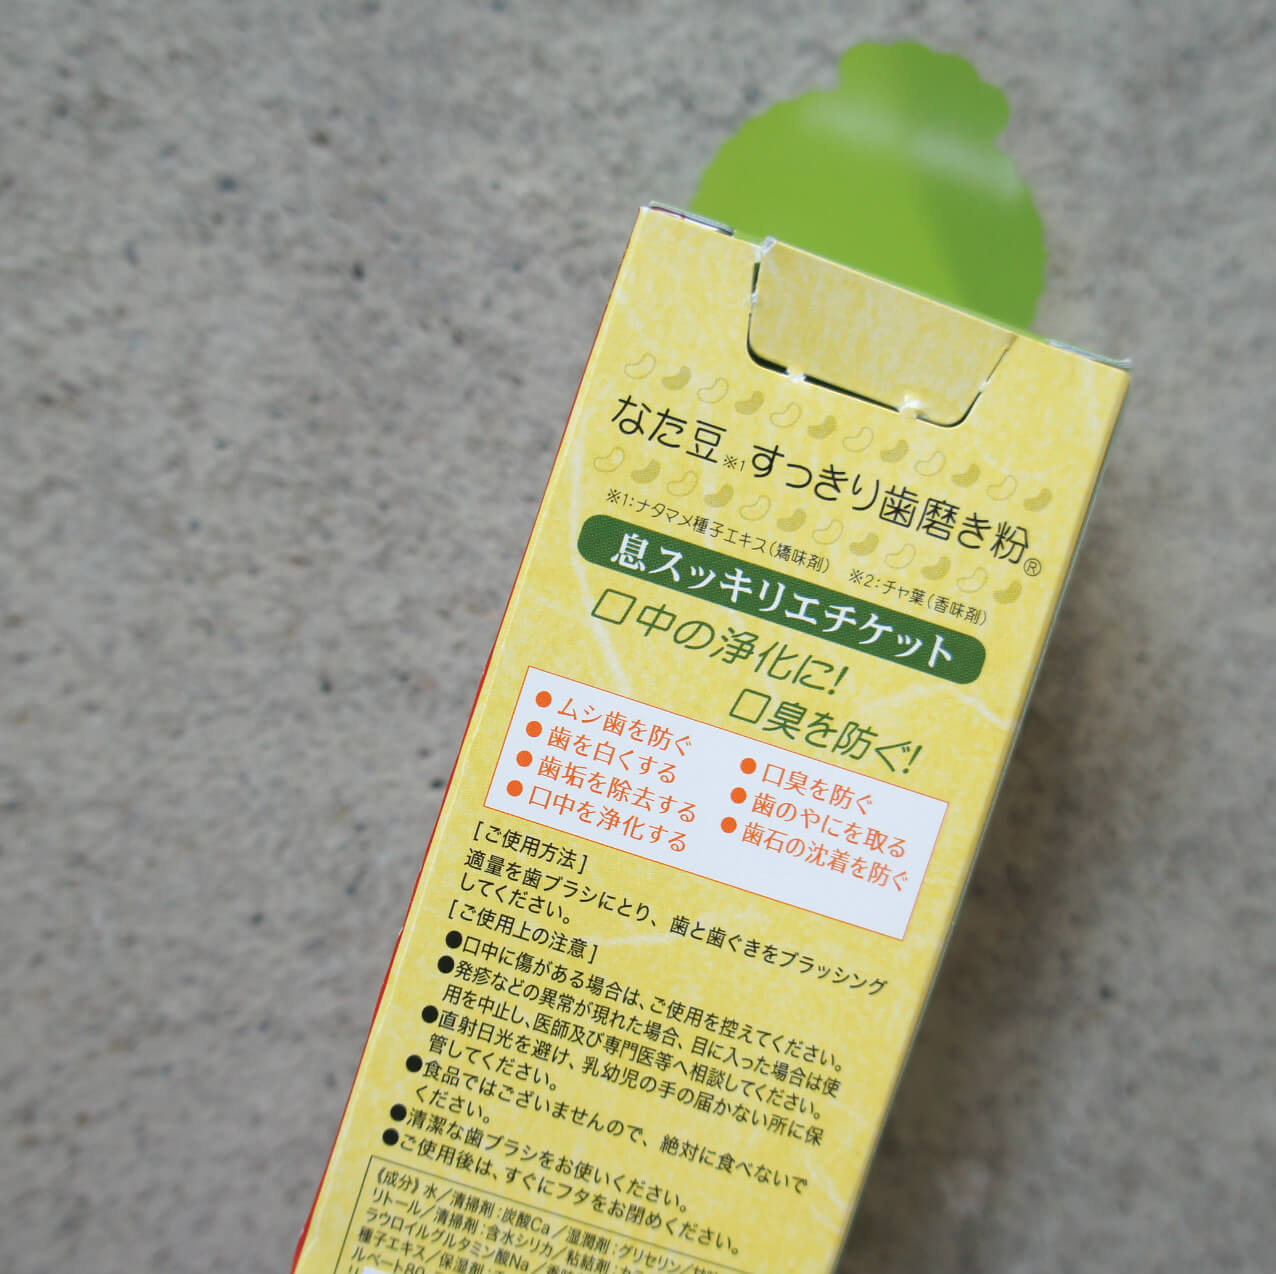 なた豆※1すっきり歯磨き粉®
※1:ナタマメ種子エキス(矯味剤) ※2:チャ葉(香味剤)
息スッキリエチケット
口中の浄化に!
口臭を防ぐ!
●ムシ歯を防ぐ
●歯を白くする
●歯垢を除去する
●口中を浄化する
●口臭を防ぐ
●歯のやにを取る
●歯石の沈着を防ぐ
[ご使用方法]
適量を歯ブラシにとり、歯と歯ぐきをブラッシング
してください。
[ご使用上の注意]
●口中に傷がある場合は、ご使用を控えてください。
●発疹などの異常が現れた場合、目に入った場合は使
用を中止し、医師及び専門医等へ相談してください。
●直射日光を避け、乳幼児の手の届かない所に保
管してください。
●食品ではございませんので、絶対に食べないで
ください。
●清潔な歯ブラシをお使いください。
●ご使用後は、すぐにフタをお閉めください。
《成分》水/清掃剤:炭酸Ca/湿潤剤:グリセリン/
リトール/清掃剤:含水シリカ/粘結剤:
ラウロイルグルタミン酸Na/
種子エキス/保湿剤:
ルベート80